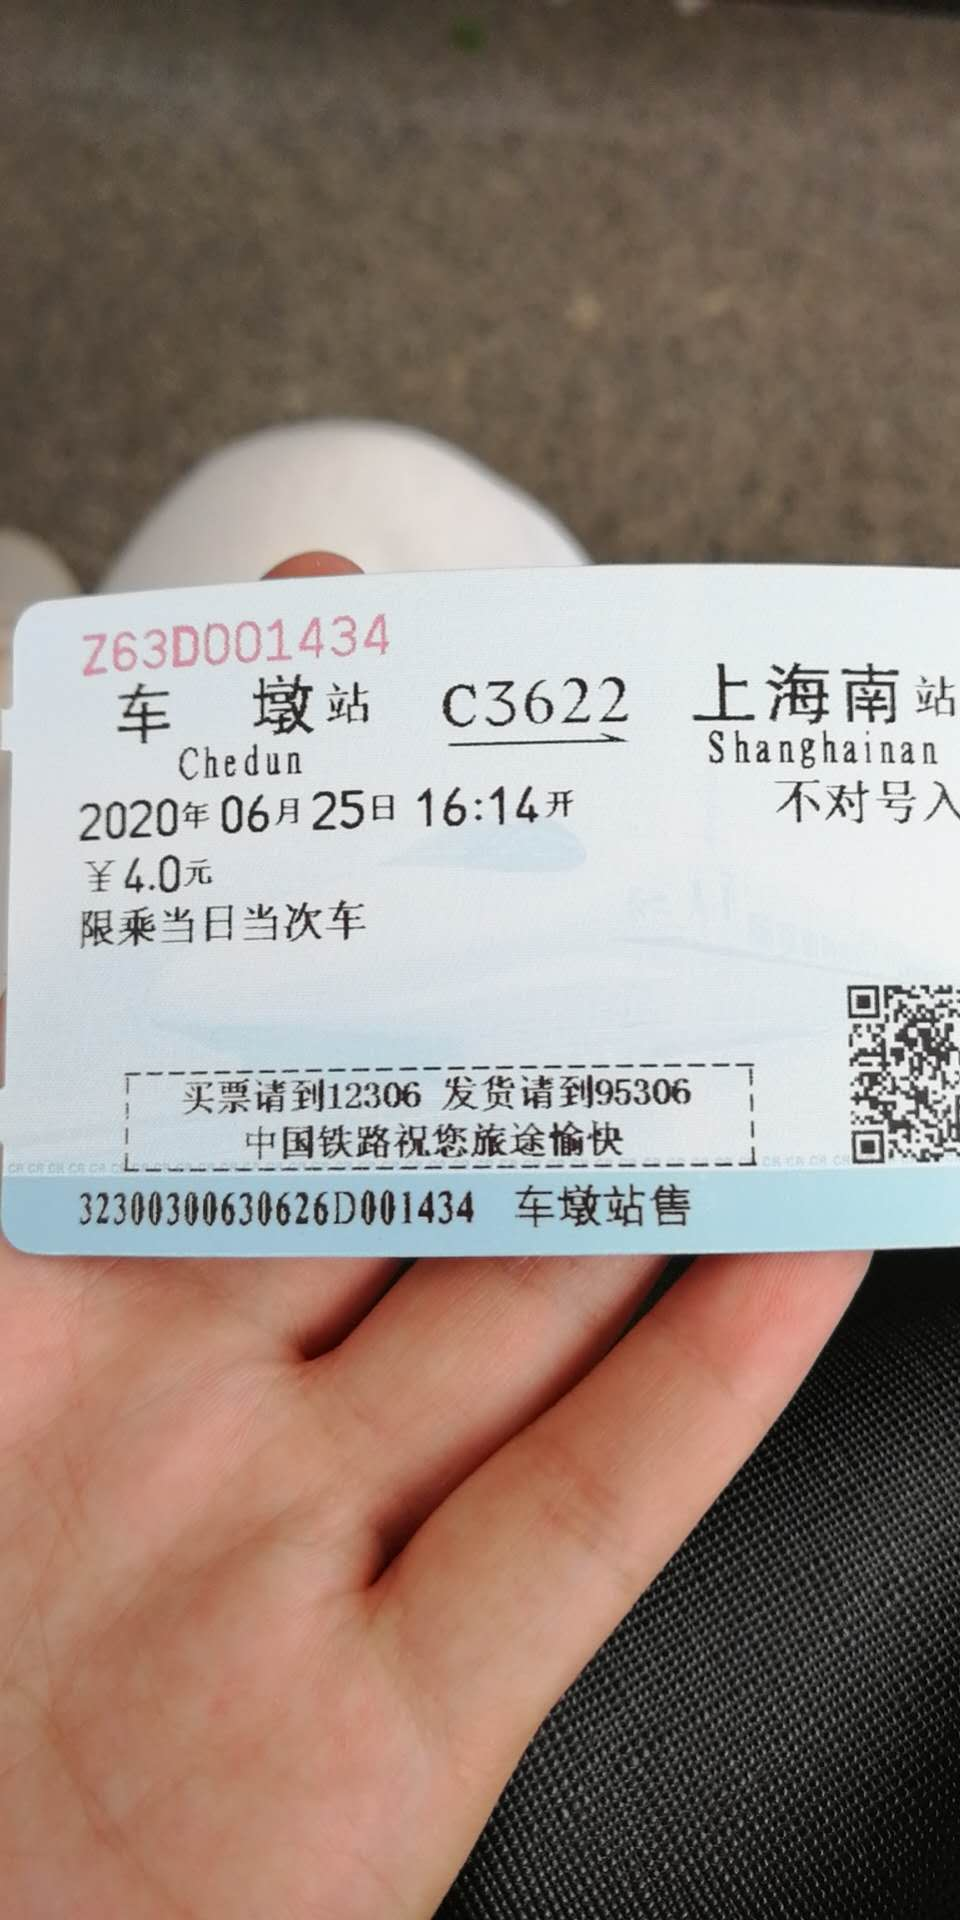 Z63D001434
车 墩站 C3622 上海南站
Chedun Shanghainan
2020年06月25日 16:14开 不对号入
￥4.0元
限乘当日当次车
买票请到12306 发货请到95306
中国铁路祝您旅途愉快
32300300630626D001434 车墩站售